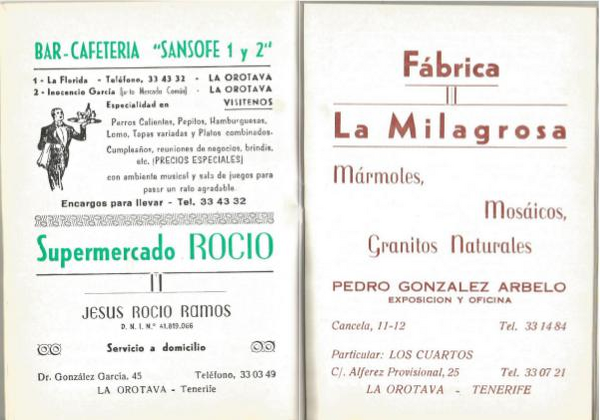 BAR-CAFETERIA "SANSOFE 1 y 2"
1 - La Florida - Teléfono, 33 43 32 - LA OROTAVA
2 - Inocencio García (junto Mercado Común) - LA OROTAVA
VISITENOS
Especialidad en
Perros Calientes, Pepitos, Hamburguesas,
Lomo, Tapas variadas y Platos combinados.
Cumpleaños, reuniones de negocios, brindis,
etc. (PRECIOS ESPECIALES)
con ambiente musical y sala de juegos para
pasar un rato agradable.
Encargos para llevar - Tel. 33 43 32
Supermercado ROCIO
JESUS ROCIO RAMOS
D. N. I. N.º 41.819.066
Servicio a domicilio
Dr. González García, 45 Teléfono, 33 03 49
LA OROTAVA - Tenerife
Fábrica
La Milagrosa
Mármoles,
Mosáicos,
Granitos Naturales
PEDRO GONZALEZ ARBELO
EXPOSICION Y OFICINA
Cancela, 11-12 Tel. 33 14 84
Particular: LOS CUARTOS
C/. Alferez Provisional, 25 Tel. 33 07 21
LA OROTAVA - TENERIFE